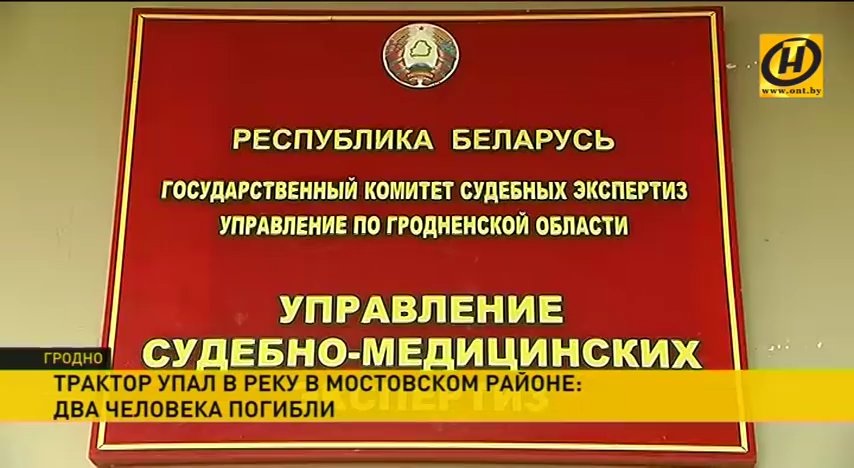 Н
www.ont.by
РЕСПУБЛИКА БЕЛАРУСЬ
ГОСУДАРСТВЕННЫЙ КОМИТЕТ СУДЕБНЫХ ЭКСПЕРТИЗ
УПРАВЛЕНИЕ ПО ГРОДНЕНСКОЙ ОБЛАСТИ
УПРАВЛЕНИЕ
СУДЕБНО-МЕДИЦИНСКИХ
ЭКСПЕРТИЗ
ГРОДНО
ТРАКТОР УПАЛ В РЕКУ В МОСТОВСКОМ РАЙОНЕ:
ДВА ЧЕЛОВЕКА ПОГИБЛИ